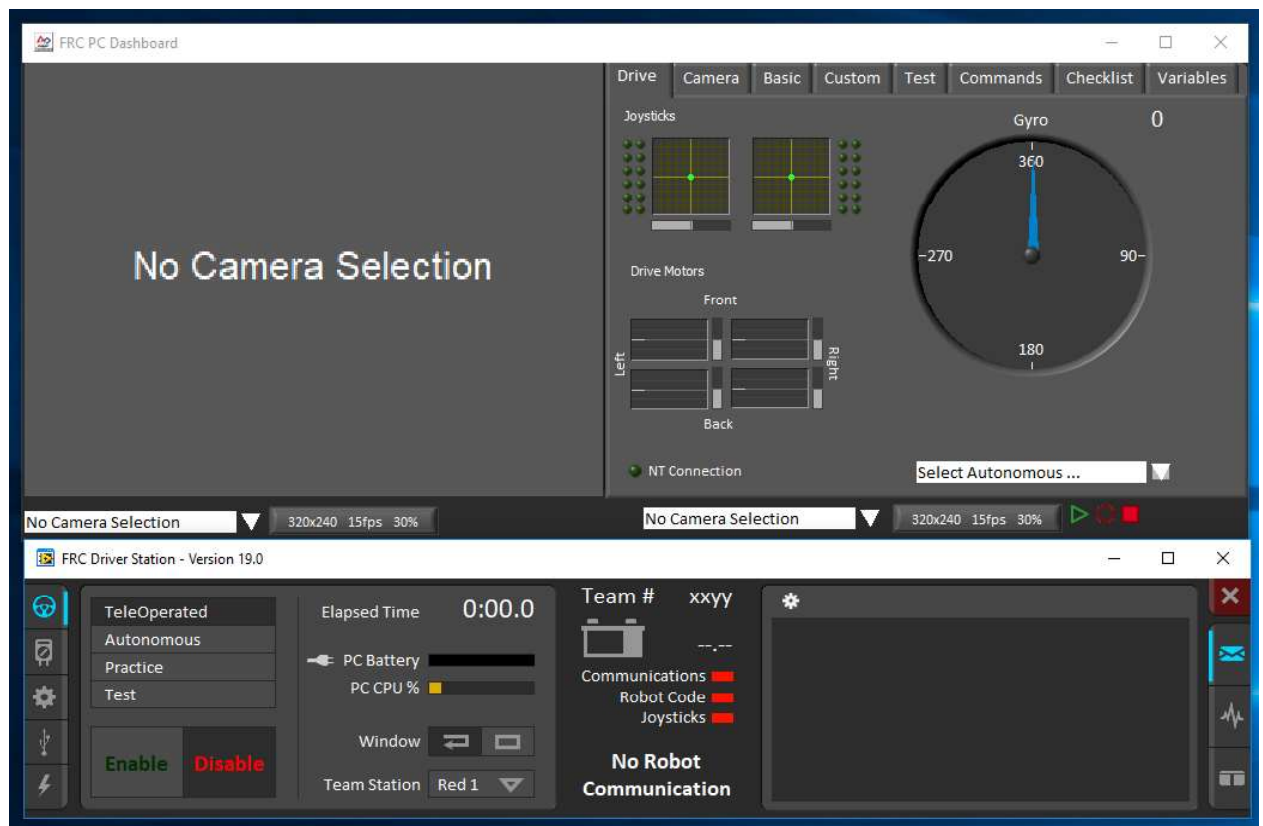 FRC PC Dashboard
No Camera Selection
Drive Camera Basic Custom Test Commands Checklist Variables
Joysticks
Gyro 0
360
-270
90-
180
Drive Motors
Front
Left
Right
Back
NT Connection
Select Autonomous ...
No Camera Selection 320x240 15fps 30%
No Camera Selection 320x240 15fps 30%
FRC Driver Station - Version 19.0
TeleOperated
Autonomous
Practice
Test
Enable Disable
Elapsed Time 0:00.0
PC Battery
PC CPU %
Window
Team Station Red 1
Team # xxyy
--.--
Communications
Robot Code
Joysticks
No Robot
Communication